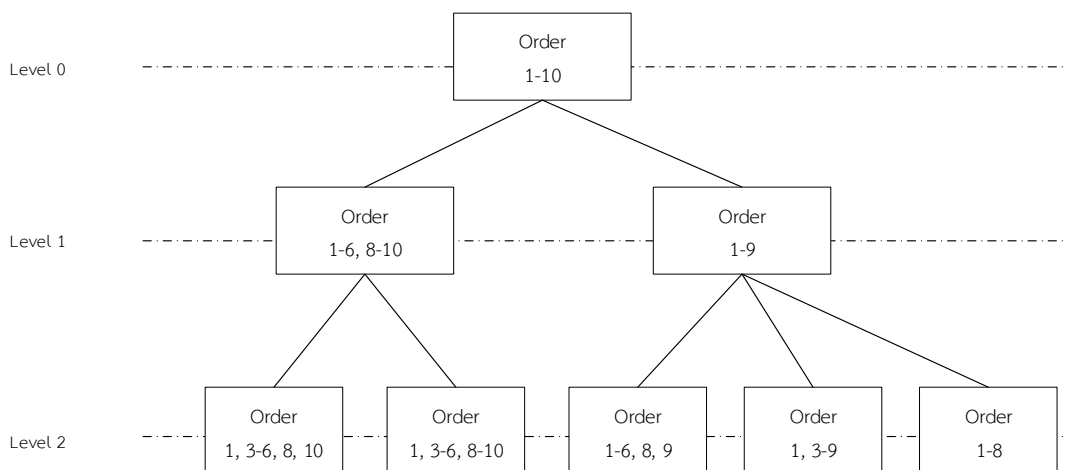 Order
Level 0
1-10
Order
Order
Level 1
1-6, 8-10
1-9
Order
Order
Order
Order
Order
Level 2
1, 3-6, 8, 10
1, 3-6, 8-10
1-6, 8, 9
1, 3-9
1-8